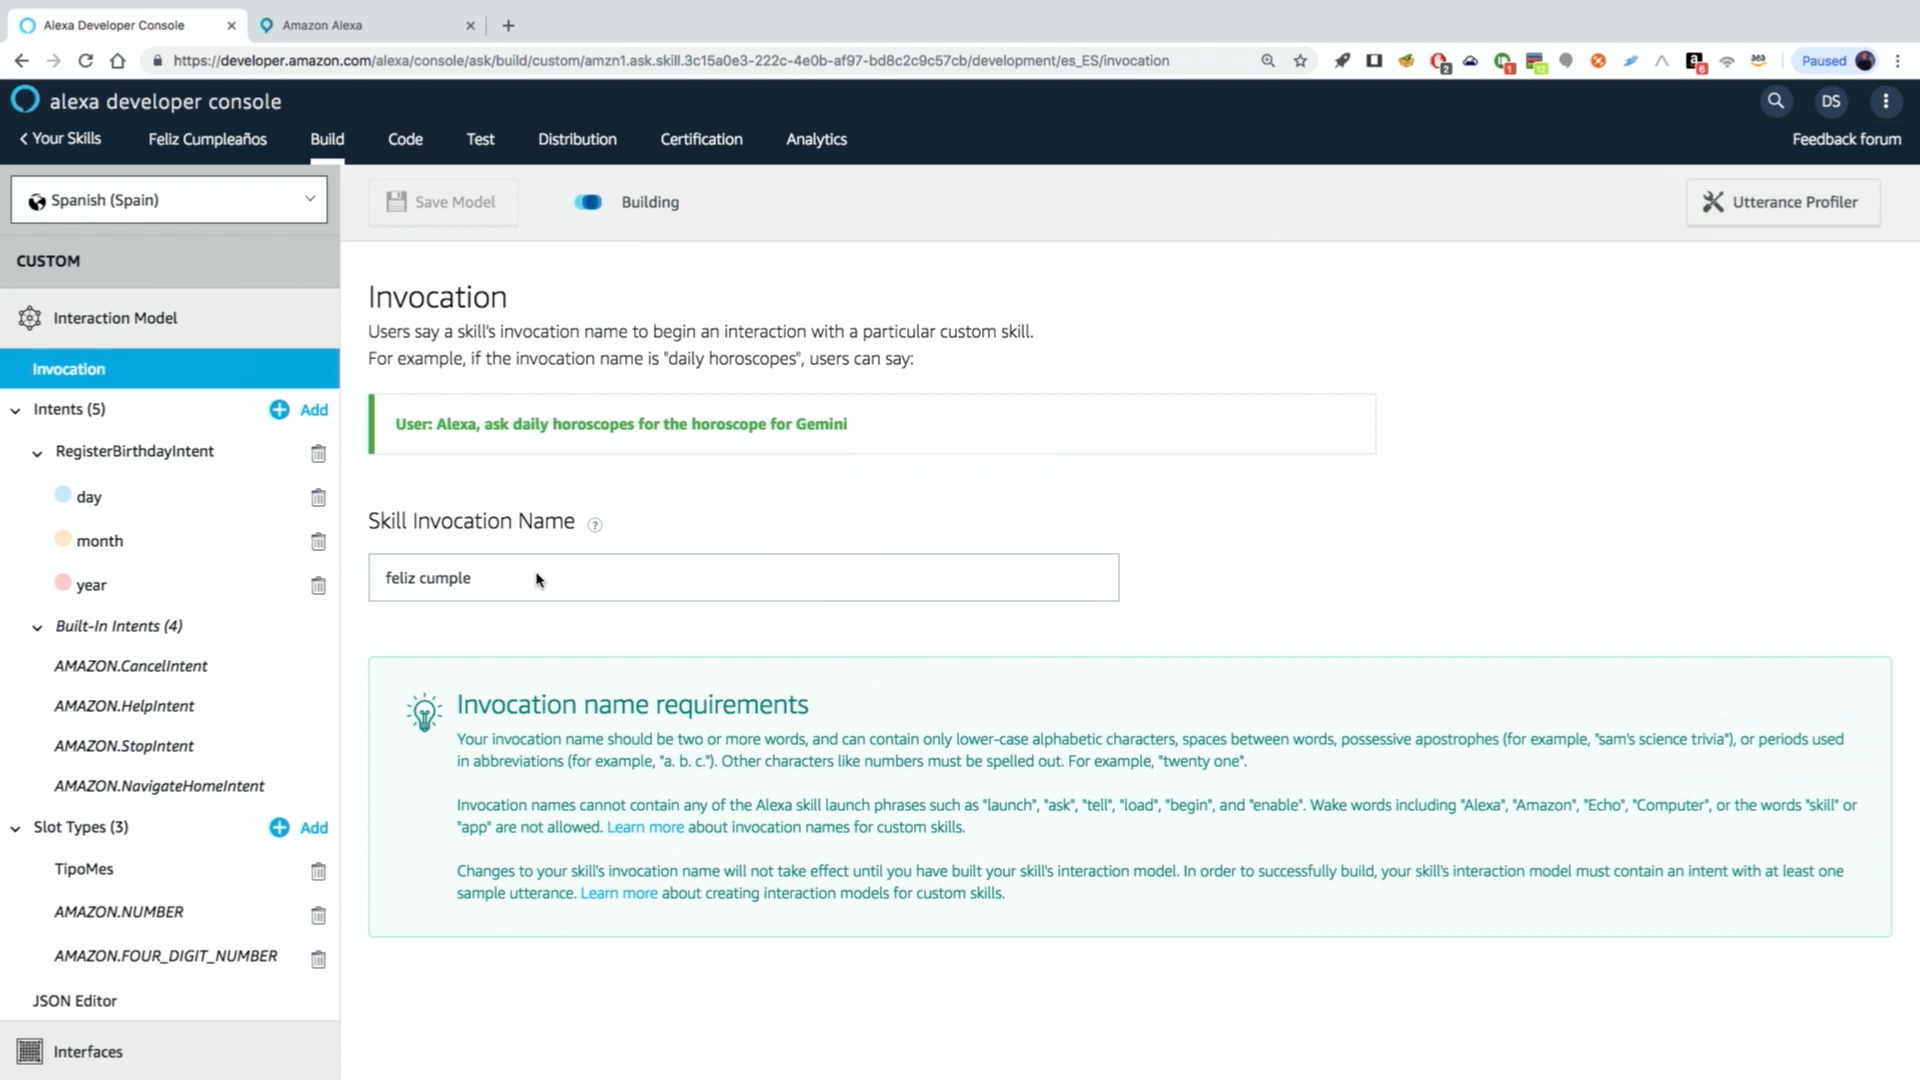 Alexa Developer Console
Amazon Alexa
https://developer.amazon.com/alexa/console/ask/build/custom/amzn1.ask.skill.3c15a0e3-222c-4e0b-af97-bd8c2c9c57cb/development/es_ES/invocation
Paused
alexa developer console
DS
Your Skills
Feliz Cumpleaños
Build
Code
Test
Distribution
Certification
Analytics
Feedback forum
Spanish (Spain)
Save Model
Building
Utterance Profiler
CUSTOM
Interaction Model
Invocation
Intents (5)
Add
RegisterBirthdayIntent
day
month
year
Built-In Intents (4)
AMAZON.CancelIntent
AMAZON.HelpIntent
AMAZON.StopIntent
AMAZON.NavigateHomeIntent
Slot Types (3)
Add
TipoMes
AMAZON.NUMBER
AMAZON.FOUR_DIGIT_NUMBER
JSON Editor
Interfaces
Invocation
Users say a skill's invocation name to begin an interaction with a particular custom skill.
For example, if the invocation name is "daily horoscopes", users can say:
User: Alexa, ask daily horoscopes for the horoscope for Gemini
Skill Invocation Name ?
feliz cumple
Invocation name requirements
Your invocation name should be two or more words, and can contain only lower-case alphabetic characters, spaces between words, possessive apostrophes (for example, "sam's science trivia"), or periods used
in abbreviations (for example, "a. b. c."). Other characters like numbers must be spelled out. For example, "twenty one".
Invocation names cannot contain any of the Alexa skill launch phrases such as "launch", "ask", "tell", "load", "begin", and "enable". Wake words including "Alexa", "Amazon", "Echo", "Computer", or the words "skill" or
"app" are not allowed. Learn more about invocation names for custom skills.
Changes to your skill's invocation name will not take effect until you have built your skill's interaction model. In order to successfully build, your skill's interaction model must contain an intent with at least one
sample utterance. Learn more about creating interaction models for custom skills.